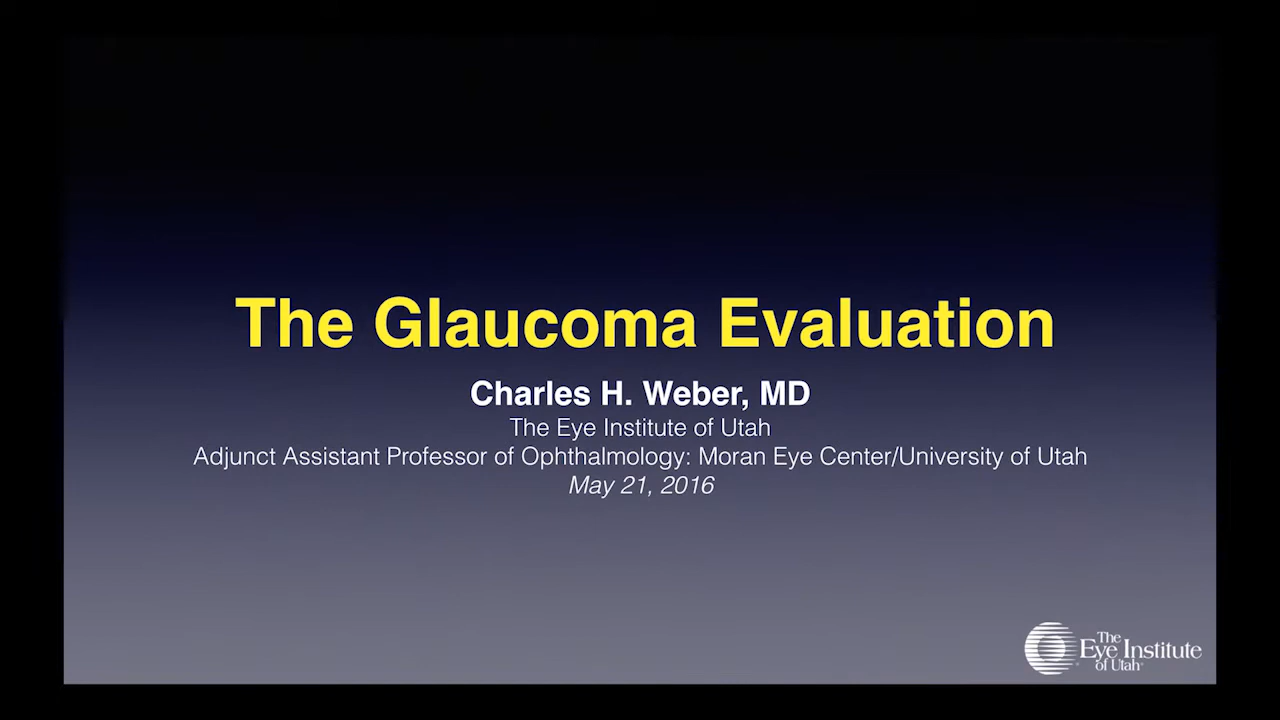 The Glaucoma Evaluation
Charles H. Weber, MD
The Eye Institute of Utah
Adjunct Assistant Professor of Ophthalmology: Moran Eye Center/University of Utah
May 21, 2016
The
Eye Institute
of Utah